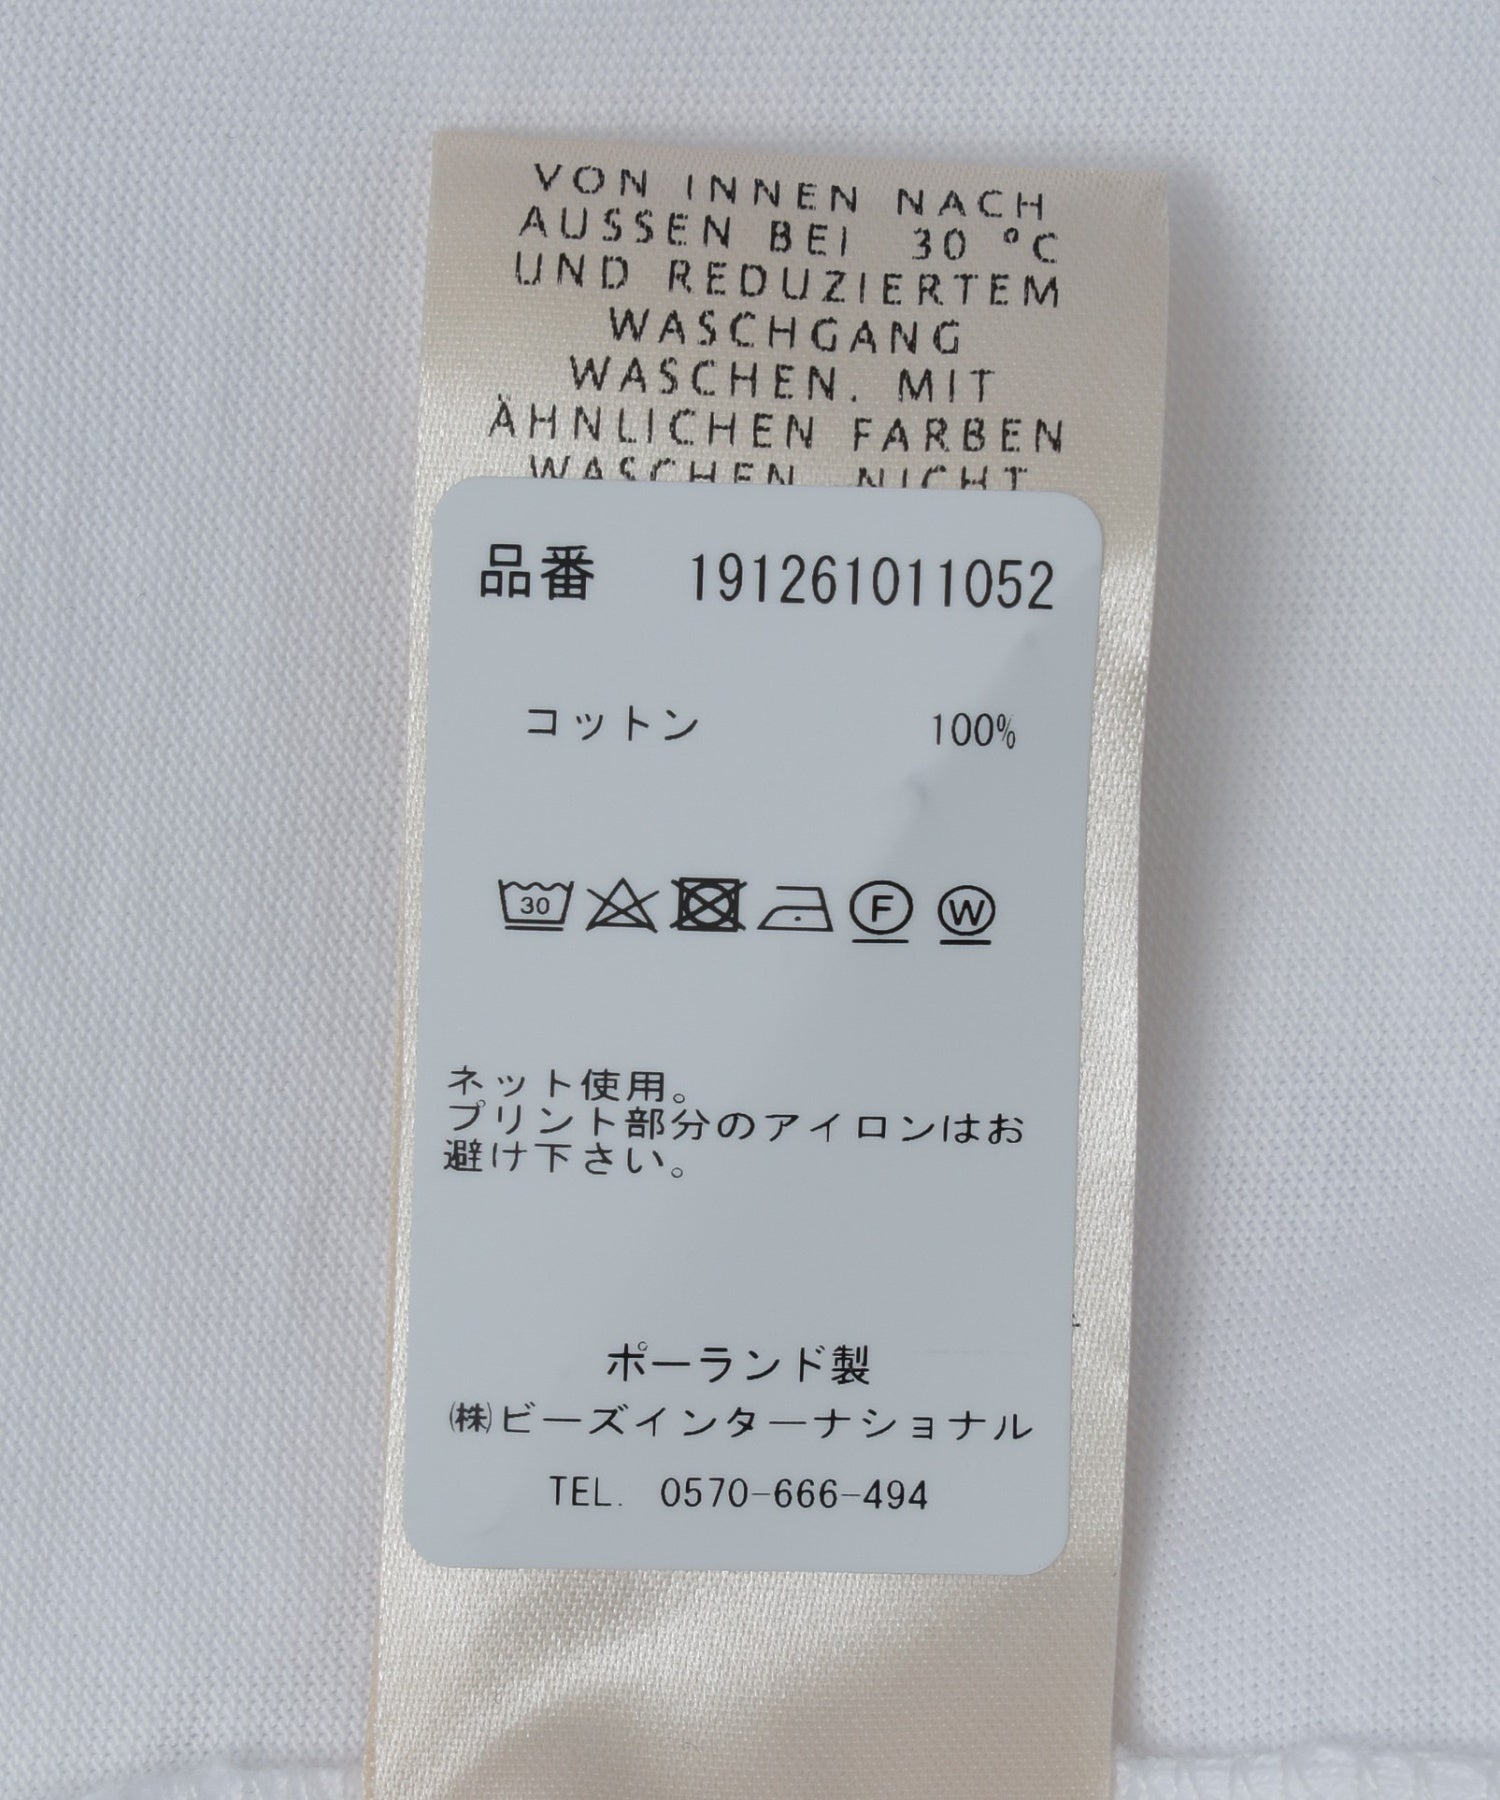 VON INNEN NACH
AUSSEN BEI 30 °C
UND REDUZIERTEM
WASCHGANG
WASCHEN. MIT
ÄHNLICHEN FARBEN
WASCHEN. NICHT
品番 191261011052
コットン 100%
30 F W
ネット使用。
プリント部分のアイロンはお
避け下さい。
ポーランド製
㈱ビーズインターナショナル
TEL. 0570-666-494